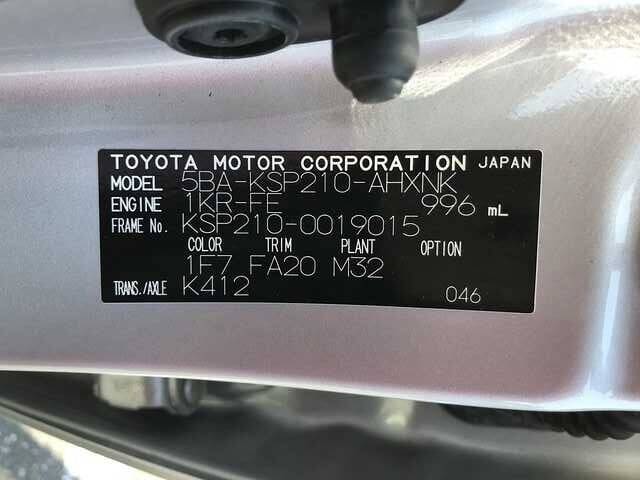 TOYOTA MOTOR CORPORATION JAPAN
MODEL 5BA-KSP210-AHXNK
ENGINE 1KR-FE 996 mL
FRAME No. KSP210-0019015
COLOR TRIM PLANT OPTION
1F7 FA20 M32
TRANS./AXLE K412 046